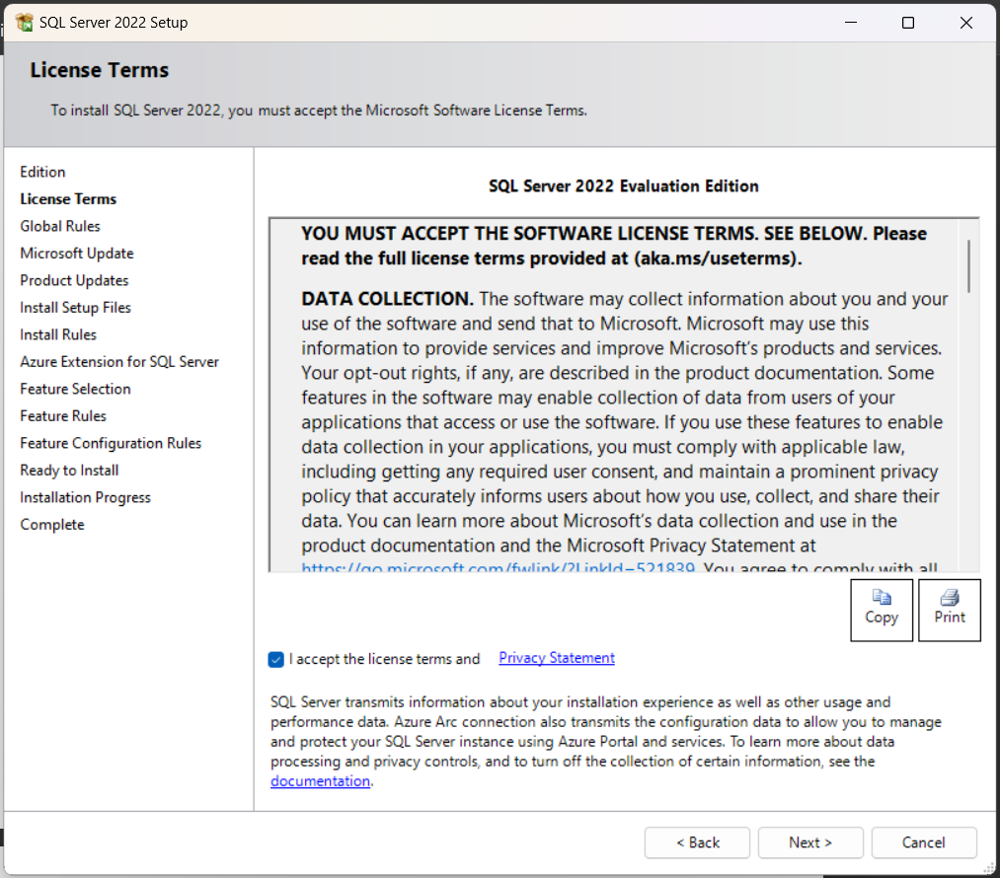 SQL Server 2022 Setup
License Terms
To install SQL Server 2022, you must accept the Microsoft Software License Terms.
Edition
License Terms
Global Rules
Microsoft Update
Product Updates
Install Setup Files
Install Rules
Azure Extension for SQL Server
Feature Selection
Feature Rules
Feature Configuration Rules
Ready to Install
Installation Progress
Complete
SQL Server 2022 Evaluation Edition
YOU MUST ACCEPT THE SOFTWARE LICENSE TERMS. SEE BELOW. Please
read the full license terms provided at (aka.ms/useterms).
DATA COLLECTION. The software may collect information about you and your
use of the software and send that to Microsoft. Microsoft may use this
information to provide services and improve Microsoft's products and services.
Your opt-out rights, if any, are described in the product documentation. Some
features in the software may enable collection of data from users of your
applications that access or use the software. If you use these features to enable
data collection in your applications, you must comply with applicable law,
including getting any required user consent, and maintain a prominent privacy
policy that accurately informs users about how you use, collect, and share their
data. You can learn more about Microsoft's data collection and use in the
product documentation and the Microsoft Privacy Statement at
https://go.microsoft.com/fwlink/?LinkId=521839. You agree to comply with all
Copy
Print
I accept the license terms and Privacy Statement
SQL Server transmits information about your installation experience as well as other usage and
performance data. Azure Arc connection also transmits the configuration data to allow you to manage
and protect your SQL Server instance using Azure Portal and services. To learn more about data
processing and privacy controls, and to turn off the collection of certain information, see the
documentation.
< Back
Next >
Cancel